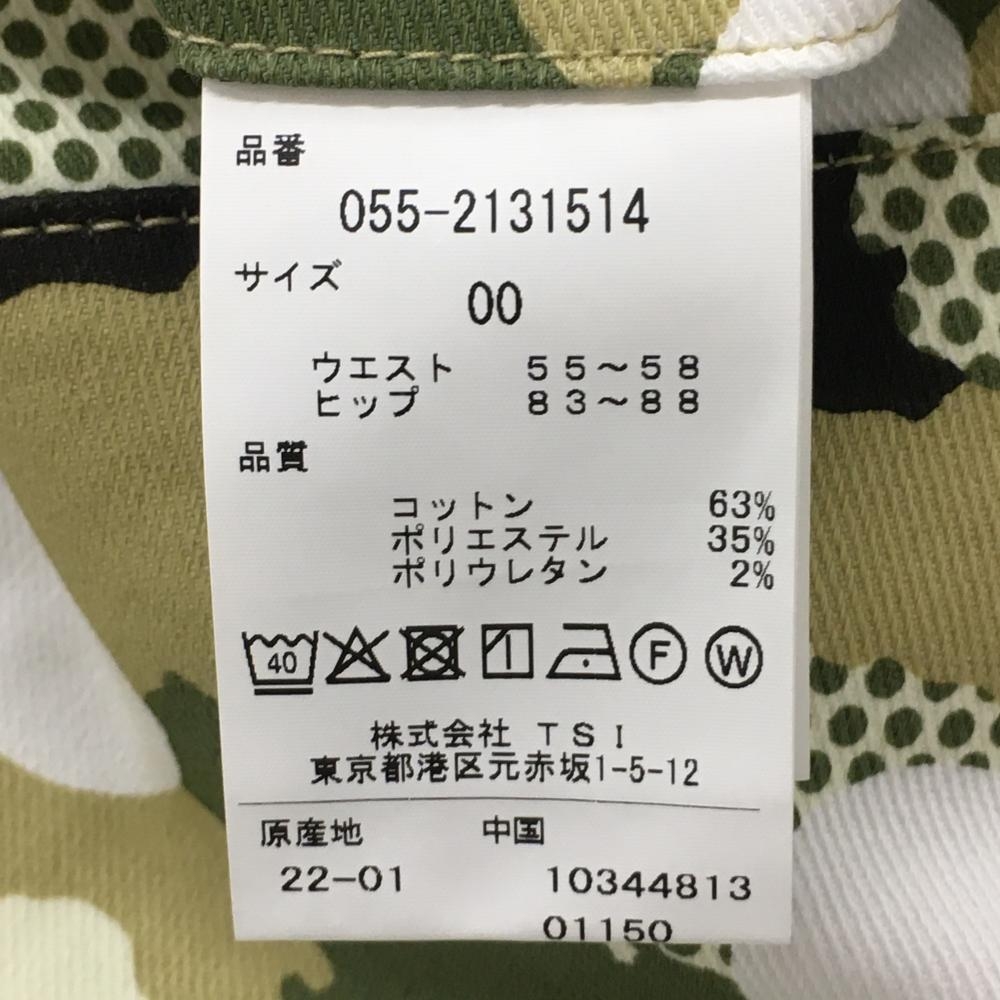 品番
055-2131514
サイズ
00
ウエスト 55～58
ヒップ 83～88
品質
コットン 63%
ポリエステル 35%
ポリウレタン 2%
40 F W
株式会社 TSI
東京都港区元赤坂1-5-12
原産地 中国
22-01 10344813
01150